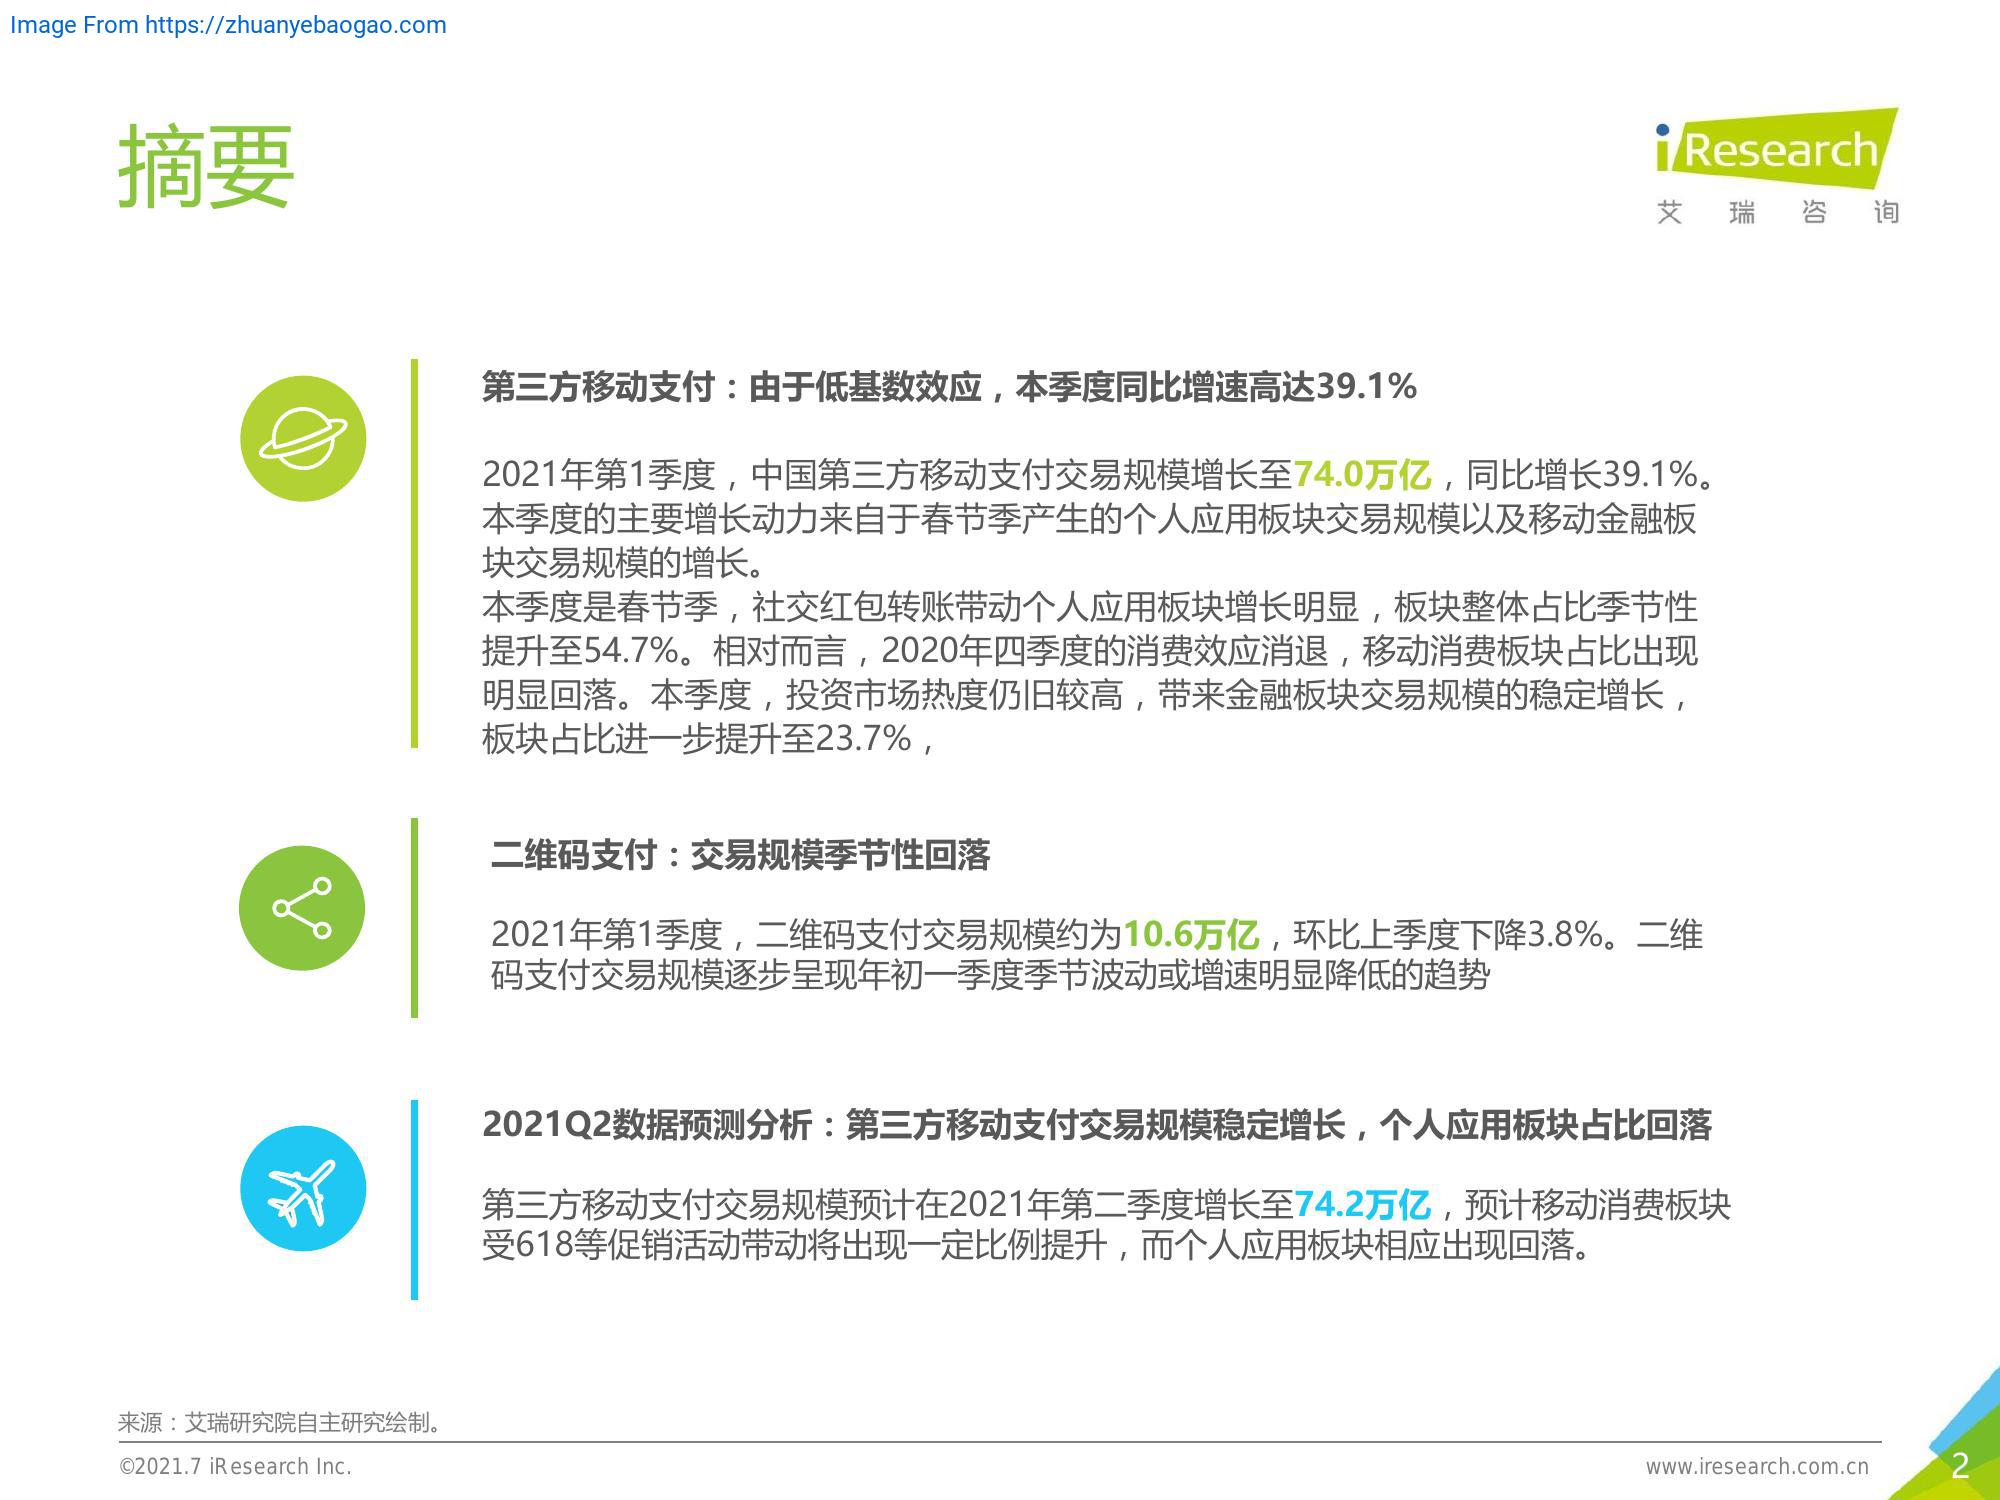 Image From https://zhuanyebaogao.com
摘要
iResearch
艾瑞咨询
第三方移动支付：由于低基数效应，本季度同比增速高达39.1%
2021年第1季度，中国第三方移动支付交易规模增长至74.0万亿，同比增长39.1%。
本季度的主要增长动力来自于春节季产生的个人应用板块交易规模以及移动金融板
块交易规模的增长。
本季度是春节季，社交红包转账带动个人应用板块增长明显，板块整体占比季节性
提升至54.7%。相对而言，2020年四季度的消费效应消退，移动消费板块占比出现
明显回落。本季度，投资市场热度仍旧较高，带来金融板块交易规模的稳定增长，
板块占比进一步提升至23.7%，
二维码支付：交易规模季节性回落
2021年第1季度，二维码支付交易规模约为10.6万亿，环比上季度下降3.8%。二维
码支付交易规模逐步呈现年初一季度季节波动或增速明显降低的趋势
2021Q2数据预测分析：第三方移动支付交易规模稳定增长，个人应用板块占比回落
第三方移动支付交易规模预计在2021年第二季度增长至74.2万亿，预计移动消费板块
受618等促销活动带动将出现一定比例提升，而个人应用板块相应出现回落。
来源：艾瑞研究院自主研究绘制。
©2021.7 iResearch Inc.
www.iresearch.com.cn
2